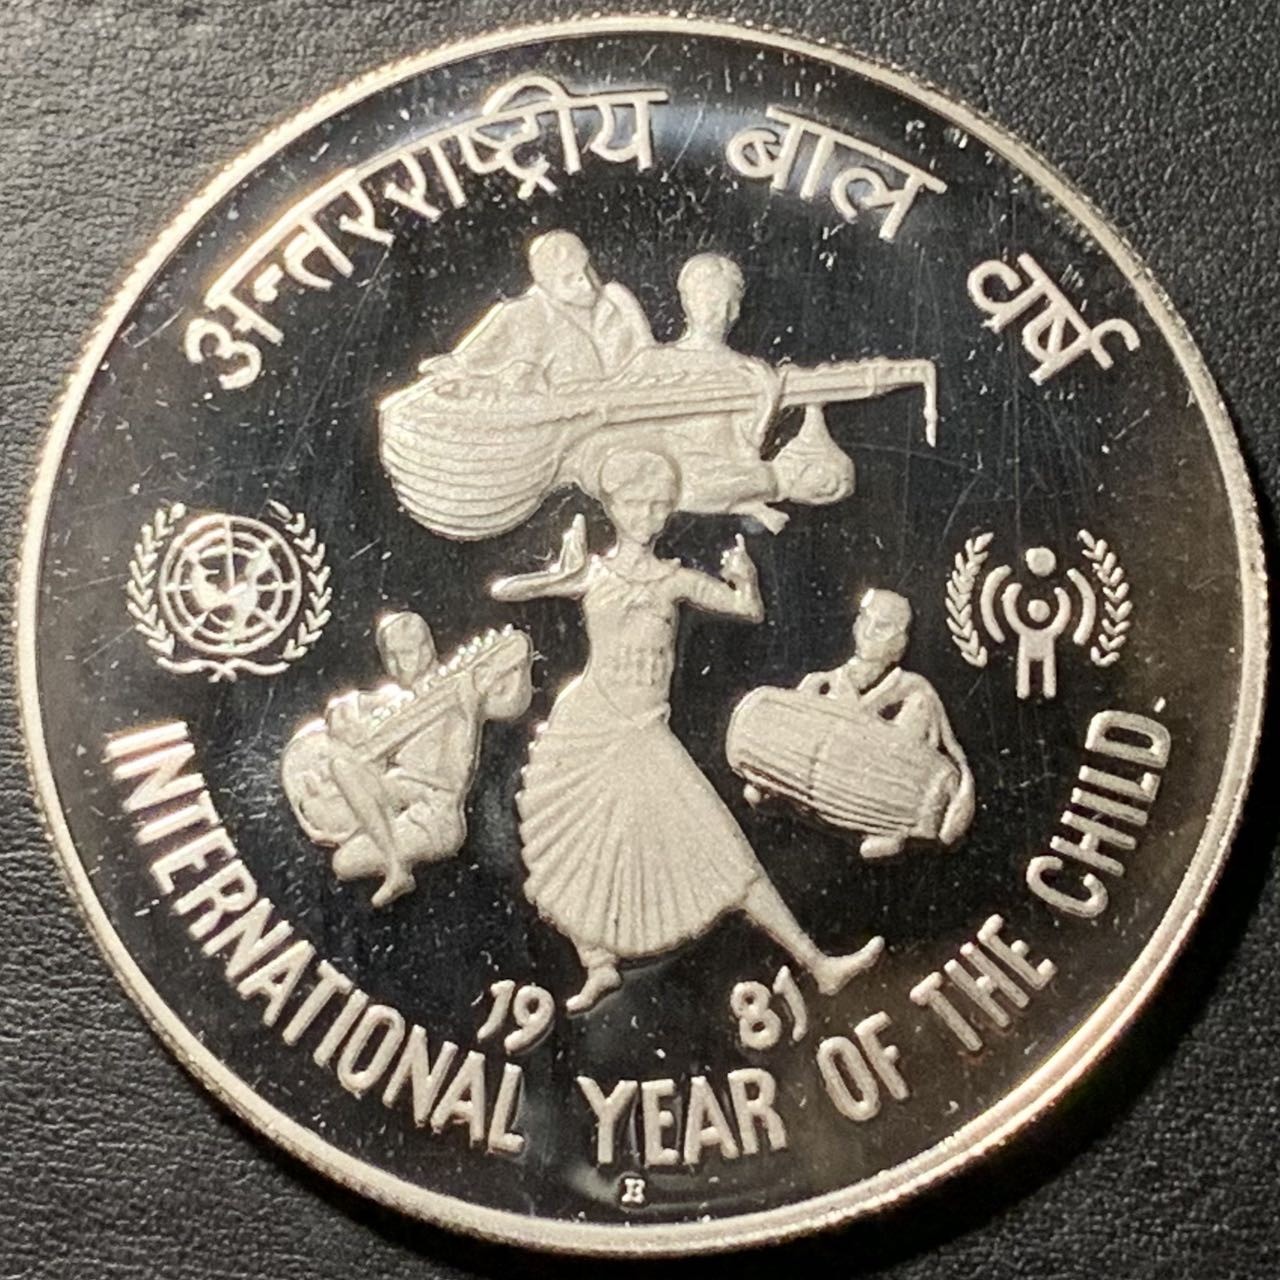 अन्तरराष्ट्रीय बाल वर्ष
19 81
INTERNATIONAL YEAR OF THE CHILD.
H